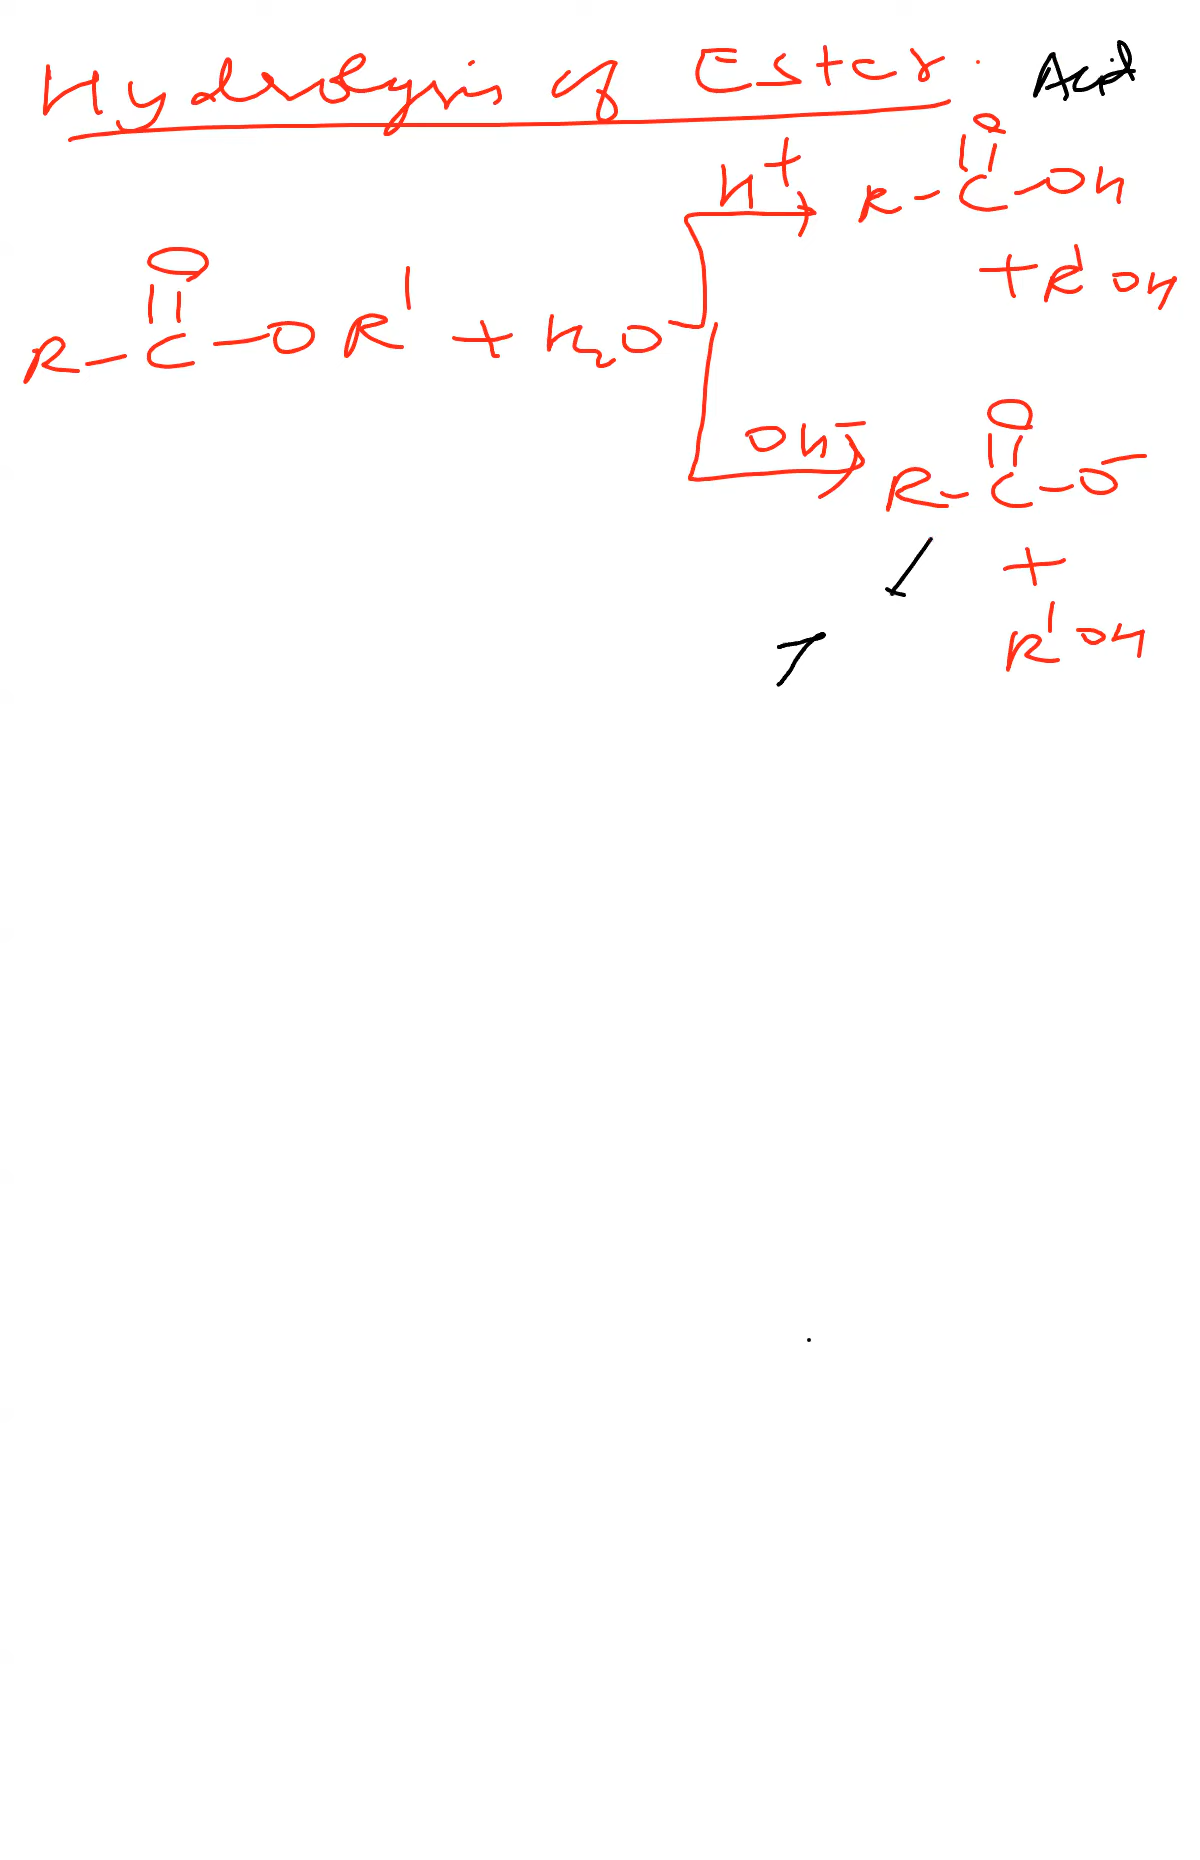 Hydrolysis of Ester.
Acid
H⁺
R-C(=O)-OH
+ R'OH
R-C(=O)-OR' + H₂O
OH⁻
R-C(=O)-O⁻
+
R'OH